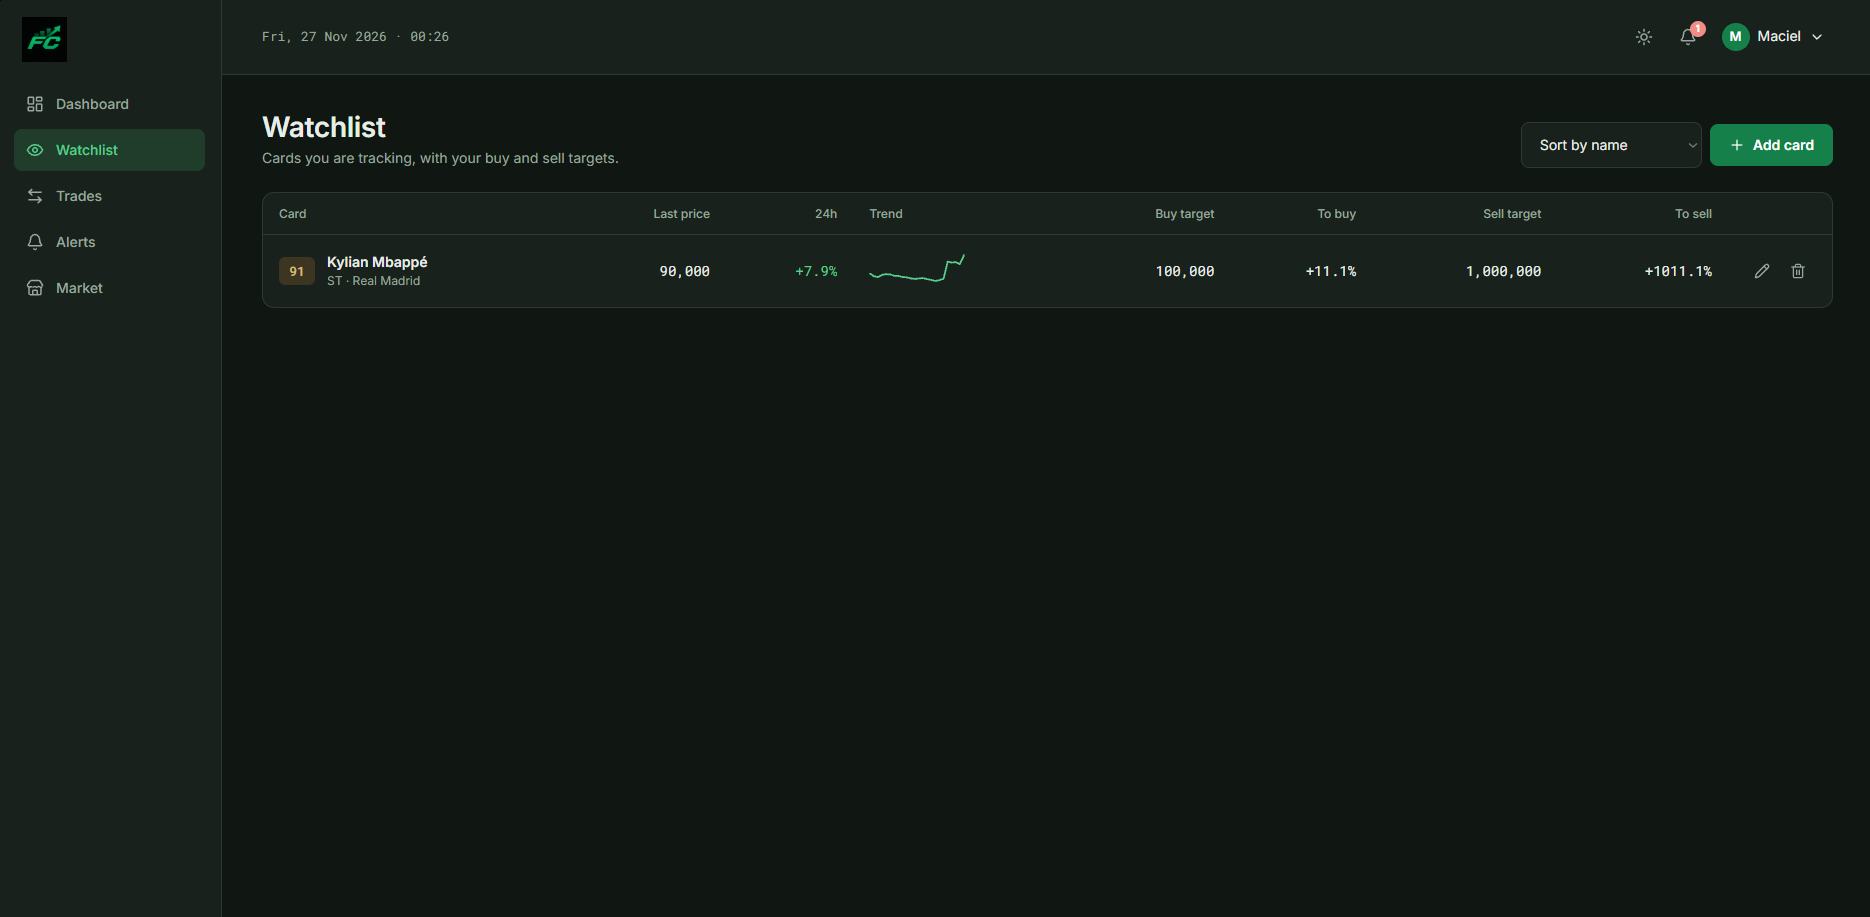 FC
Fri, 27 Nov 2026 · 00:26
1
M
Maciel
Dashboard
Watchlist
Trades
Alerts
Market
Watchlist
Cards you are tracking, with your buy and sell targets.
Sort by name
+ Add card
Card Last price 24h Trend Buy target To buy Sell target To sell
91 Kylian Mbappé 90,000 +7.9% 100,000 +11.1% 1,000,000 +1011.1%
ST · Real Madrid